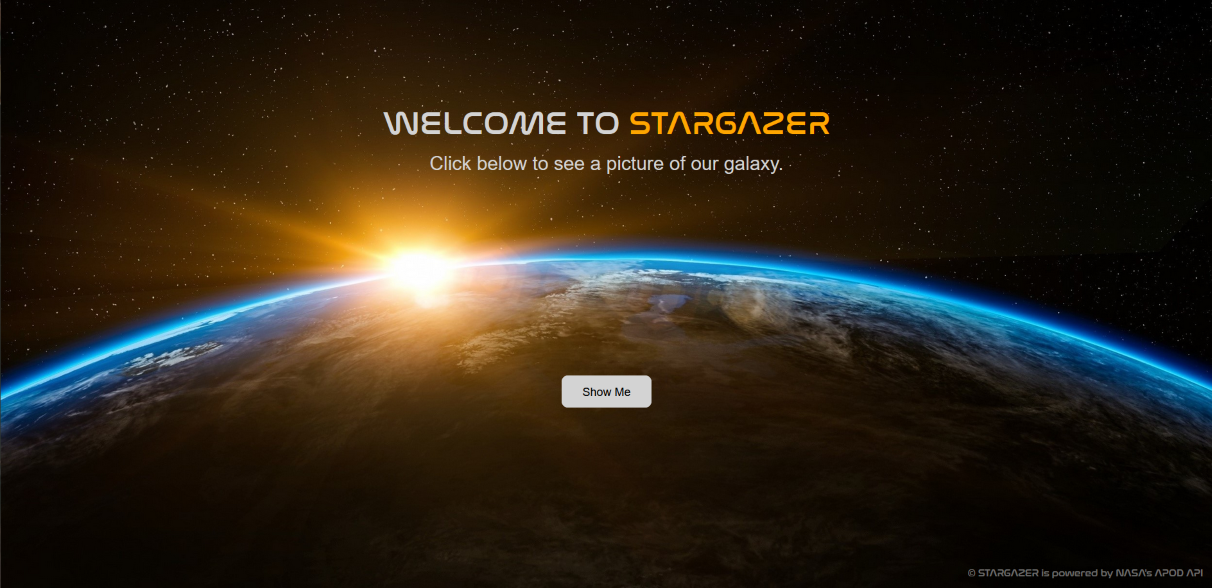 WELCOME TO STARGAZER
Click below to see a picture of our galaxy.
Show Me
© STARGAZER is powered by NASA's APOD API